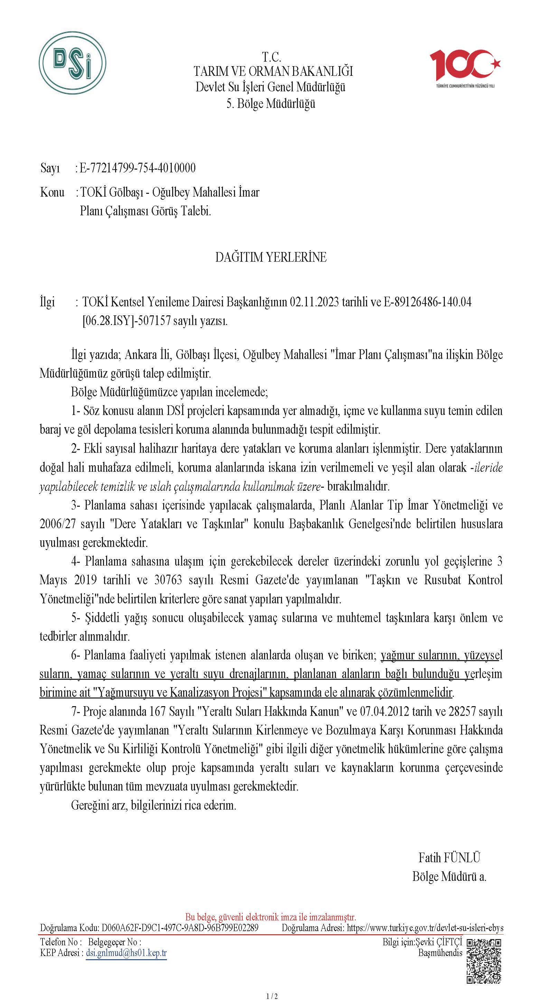 DSİ
T.C.
TARIM VE ORMAN BAKANLIĞI
Devlet Su İşleri Genel Müdürlüğü
5. Bölge Müdürlüğü
100
TÜRKİYE CUMHURİYETİ'NİN YÜZÜNCÜ YILI
Sayı : E-77214799-754-4010000
Konu : TOKİ Gölbaşı - Oğulbey Mahallesi İmar
Planı Çalışması Görüş Talebi.
DAĞITIM YERLERİNE
İlgi : TOKİ Kentsel Yenileme Dairesi Başkanlığının 02.11.2023 tarihli ve E-89126486-140.04
[06.28.ISY]-507157 sayılı yazısı.
İlgi yazıda; Ankara İli, Gölbaşı İlçesi, Oğulbey Mahallesi "İmar Planı Çalışması"na ilişkin Bölge
Müdürlüğümüz görüşü talep edilmiştir.
Bölge Müdürlüğümüzce yapılan incelemede;
1- Söz konusu alanın DSİ projeleri kapsamında yer almadığı, içme ve kullanma suyu temin edilen
baraj ve göl depolama tesisleri koruma alanında bulunmadığı tespit edilmiştir.
2- Ekli sayısal halihazır haritaya dere yatakları ve koruma alanları işlenmiştir. Dere yataklarının
doğal hali muhafaza edilmeli, koruma alanlarında iskana izin verilmemeli ve yeşil alan olarak -ileride
yapılabilecek temizlik ve ıslah çalışmalarında kullanılmak üzere- bırakılmalıdır.
3- Planlama sahası içerisinde yapılacak çalışmalarda, Planlı Alanlar Tip İmar Yönetmeliği ve
2006/27 sayılı "Dere Yatakları ve Taşkınlar" konulu Başbakanlık Genelgesi'nde belirtilen hususlara
uyulması gerekmektedir.
4- Planlama sahasına ulaşım için gerekebilecek dereler üzerindeki zorunlu yol geçişlerine 3
Mayıs 2019 tarihli ve 30763 sayılı Resmi Gazete'de yayımlanan "Taşkın ve Rusubat Kontrol
Yönetmeliği"nde belirtilen kriterlere göre sanat yapıları yapılmalıdır.
5- Şiddetli yağış sonucu oluşabilecek yamaç sularına ve muhtemel taşkınlara karşı önlem ve
tedbirler alınmalıdır.
6- Planlama faaliyeti yapılmak istenen alanlarda oluşan ve biriken; yağmur sularının, yüzeysel
suların, yamaç sularının ve yeraltı suyu drenajlarının, planlanan alanların bağlı bulunduğu yerleşim
birimine ait "Yağmursuyu ve Kanalizasyon Projesi" kapsamında ele alınarak çözümlenmelidir.
7- Proje alanında 167 Sayılı "Yeraltı Suları Hakkında Kanun" ve 07.04.2012 tarih ve 28257 sayılı
Resmi Gazete'de yayımlanan "Yeraltı Sularının Kirlenmeye ve Bozulmaya Karşı Korunması Hakkında
Yönetmelik ve Su Kirliliği Kontrolü Yönetmeliği" gibi ilgili diğer yönetmelik hükümlerine göre çalışma
yapılması gerekmekte olup proje kapsamında yeraltı suları ve kaynakların korunma çerçevesinde
yürürlükte bulunan tüm mevzuata uyulması gerekmektedir.
Gereğini arz, bilgilerinizi rica ederim.
Fatih FÜNLÜ
Bölge Müdürü a.
Bu belge, güvenli elektronik imza ile imzalanmıştır.
Doğrulama Kodu: D060A62F-D9C1-497C-9A8D-96B799E02289 Doğrulama Adresi: https://www.turkiye.gov.tr/devlet-su-isleri-ebys
Telefon No : Belgegeçer No : Bilgi için:Şevki ÇİFTÇİ
KEP Adresi : dsi.gnlmud@hs01.kep.tr Başmühendis
1 / 2